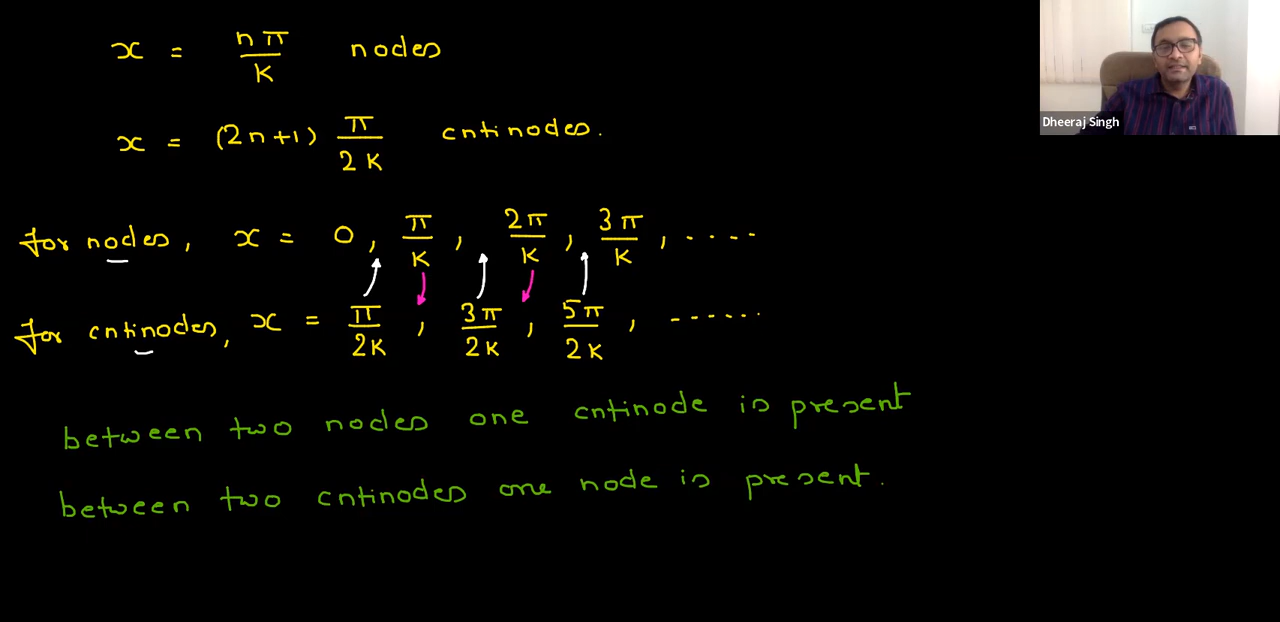 x = nπ/K nodes
Dheeraj Singh
x = (2n+1) π/2K antinodes.
for nodes, x = 0, π/K, 2π/K, 3π/K, ....
for antinodes, x = π/2K, 3π/2K, 5π/2K, ......
between two nodes one antinode is present
between two antinodes one node is present.